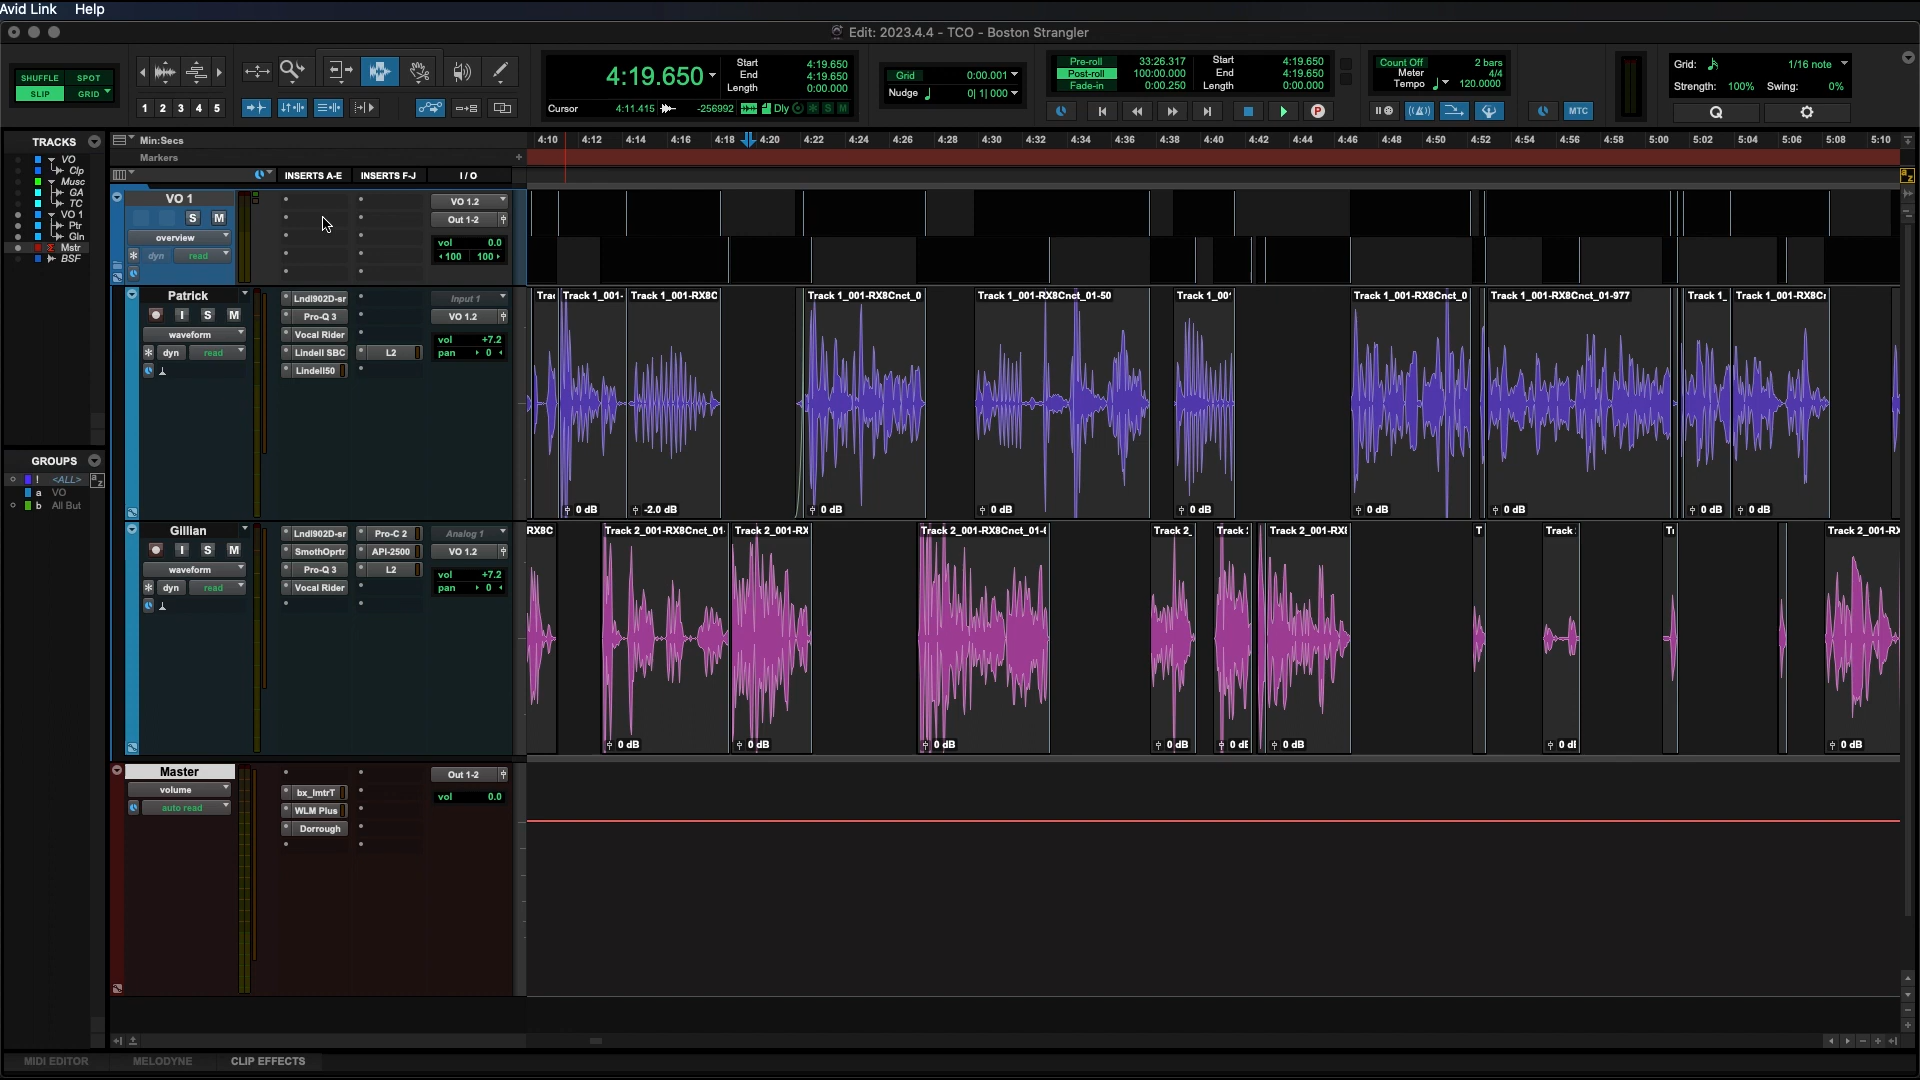 Avid Link Help
Edit: 2023.4.4 - TCO - Boston Strangler
SHUFFLE SPOT
SLIP GRID
1 2 3 4 5
4:19.650
Start 4:19.650
End 4:19.650
Length 0:00.000
Cursor 4:11.415 -256992 Dly S M
Grid 0:00.001
Nudge 0| 1| 000
Pre-roll 33:26.317
Post-roll 100:00.000
Fade-in 0:00.250
Start 4:19.650
End 4:19.650
Length 0:00.000
Count Off 2 bars
Meter 4/4
Tempo 120.0000
MTC
Grid: 1/16 note
Strength: 100% Swing: 0%
Q
TRACKS
VO
Clp
Musc
GA
TC
VO 1
Ptr
Gln
Mstr
BSF
GROUPS
! <ALL>
a VO
b All But
Min:Secs
4:10 4:12 4:14 4:16 4:18 4:20 4:22 4:24 4:26 4:28 4:30 4:32 4:34 4:36 4:38 4:40 4:42 4:44 4:46 4:48 4:50 4:52 4:54 4:56 4:58 5:00 5:02 5:04 5:06 5:08 5:10
Markers
INSERTS A-E INSERTS F-J I / O
VO 1
S M
overview
dyn read
VO 1.2
Out 1-2
vol 0.0
100 100
Patrick
I S M
waveform
dyn read
Lndl902D-sr
Pro-Q 3
Vocal Rider
Lindell SBC L2
Lindell50
Input 1
VO 1.2
vol +7.2
pan 0
Trac Track 1_001- Track 1_001-RX8C Track 1_001-RX8Cnct_0 Track 1_001-RX8Cnct_01-50 Track 1_00 Track 1_001-RX8Cnct_0 Track 1_001-RX8Cnct_01-977 Track 1_ Track 1_001-RX8Cr
0 dB -2.0 dB 0 dB 0 dB 0 dB 0 dB 0 dB 0 dB 0 dB
Gillian
I S M
waveform
dyn read
Lndl902D-sr Pro-C 2
SmothOprtr API-2500
Pro-Q 3 L2
Vocal Rider
Analog 1
VO 1.2
vol +7.2
pan 0
RX8C Track 2_001-RX8Cnct_01- Track 2_001-RX Track 2_001-RX8Cnct_01-6 Track 2_ Track Track 2_001-RX8 T Track Tr Track 2_001-RX
0 dB 0 dB 0 dB 0 dB 0 dB 0 dB 0 dB 0 dB
Master
volume
auto read
bx_lmtrT
WLM Plus
Dorrough
Out 1-2
vol 0.0
MIDI EDITOR MELODYNE CLIP EFFECTS